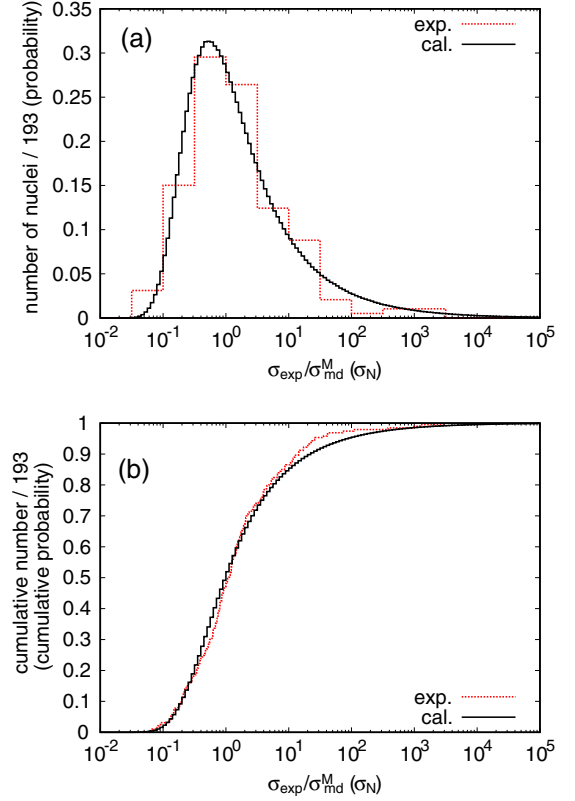 (a)
exp.
cal.
number of nuclei / 193 (probability)
0.35
0.3
0.25
0.2
0.15
0.1
0.05
0
10⁻² 10⁻¹ 10⁰ 10¹ 10² 10³ 10⁴ 10⁵
σexp/σᴹmd (σN)
(b)
cumulative number / 193
(cumulative probability)
1
0.9
0.8
0.7
0.6
0.5
0.4
0.3
0.2
0.1
0
exp.
cal.
10⁻² 10⁻¹ 10⁰ 10¹ 10² 10³ 10⁴ 10⁵
σexp/σᴹmd (σN)